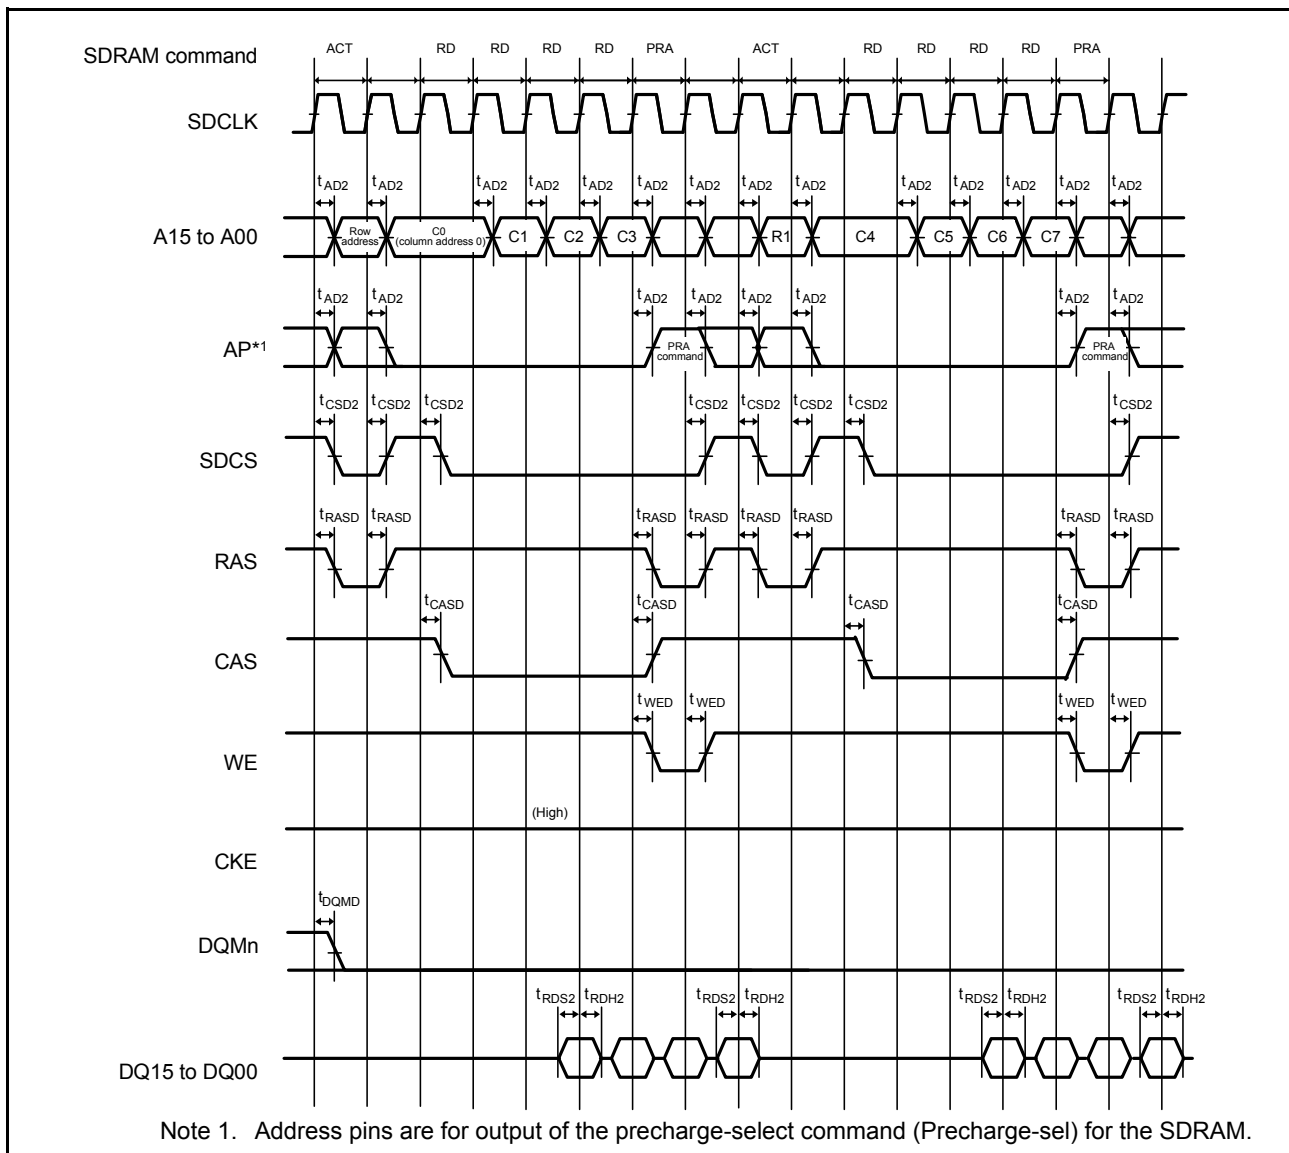 SDRAM command ACT RD RD RD RD PRA ACT RD RD RD RD PRA
SDCLK
tAD2 tAD2 tAD2 tAD2 tAD2 tAD2 tAD2 tAD2 tAD2 tAD2 tAD2 tAD2 tAD2 tAD2
A15 to A00 Row address C0 (column address 0) C1 C2 C3 R1 C4 C5 C6 C7
tAD2 tAD2 tAD2 tAD2 tAD2 tAD2 tAD2 tAD2
AP*1 PRA command PRA command
tCSD2 tCSD2 tCSD2 tCSD2 tCSD2 tCSD2 tCSD2 tCSD2
SDCS
tRASD tRASD tRASD tRASD tRASD tRASD tRASD tRASD
RAS
tCASD tCASD tCASD tCASD
CAS
tWED tWED tWED tWED
WE
(High)
CKE
tDQMD
DQMn
tRDS2 tRDH2 tRDS2 tRDH2 tRDS2 tRDH2 tRDS2 tRDH2
DQ15 to DQ00
Note 1. Address pins are for output of the precharge-select command (Precharge-sel) for the SDRAM.